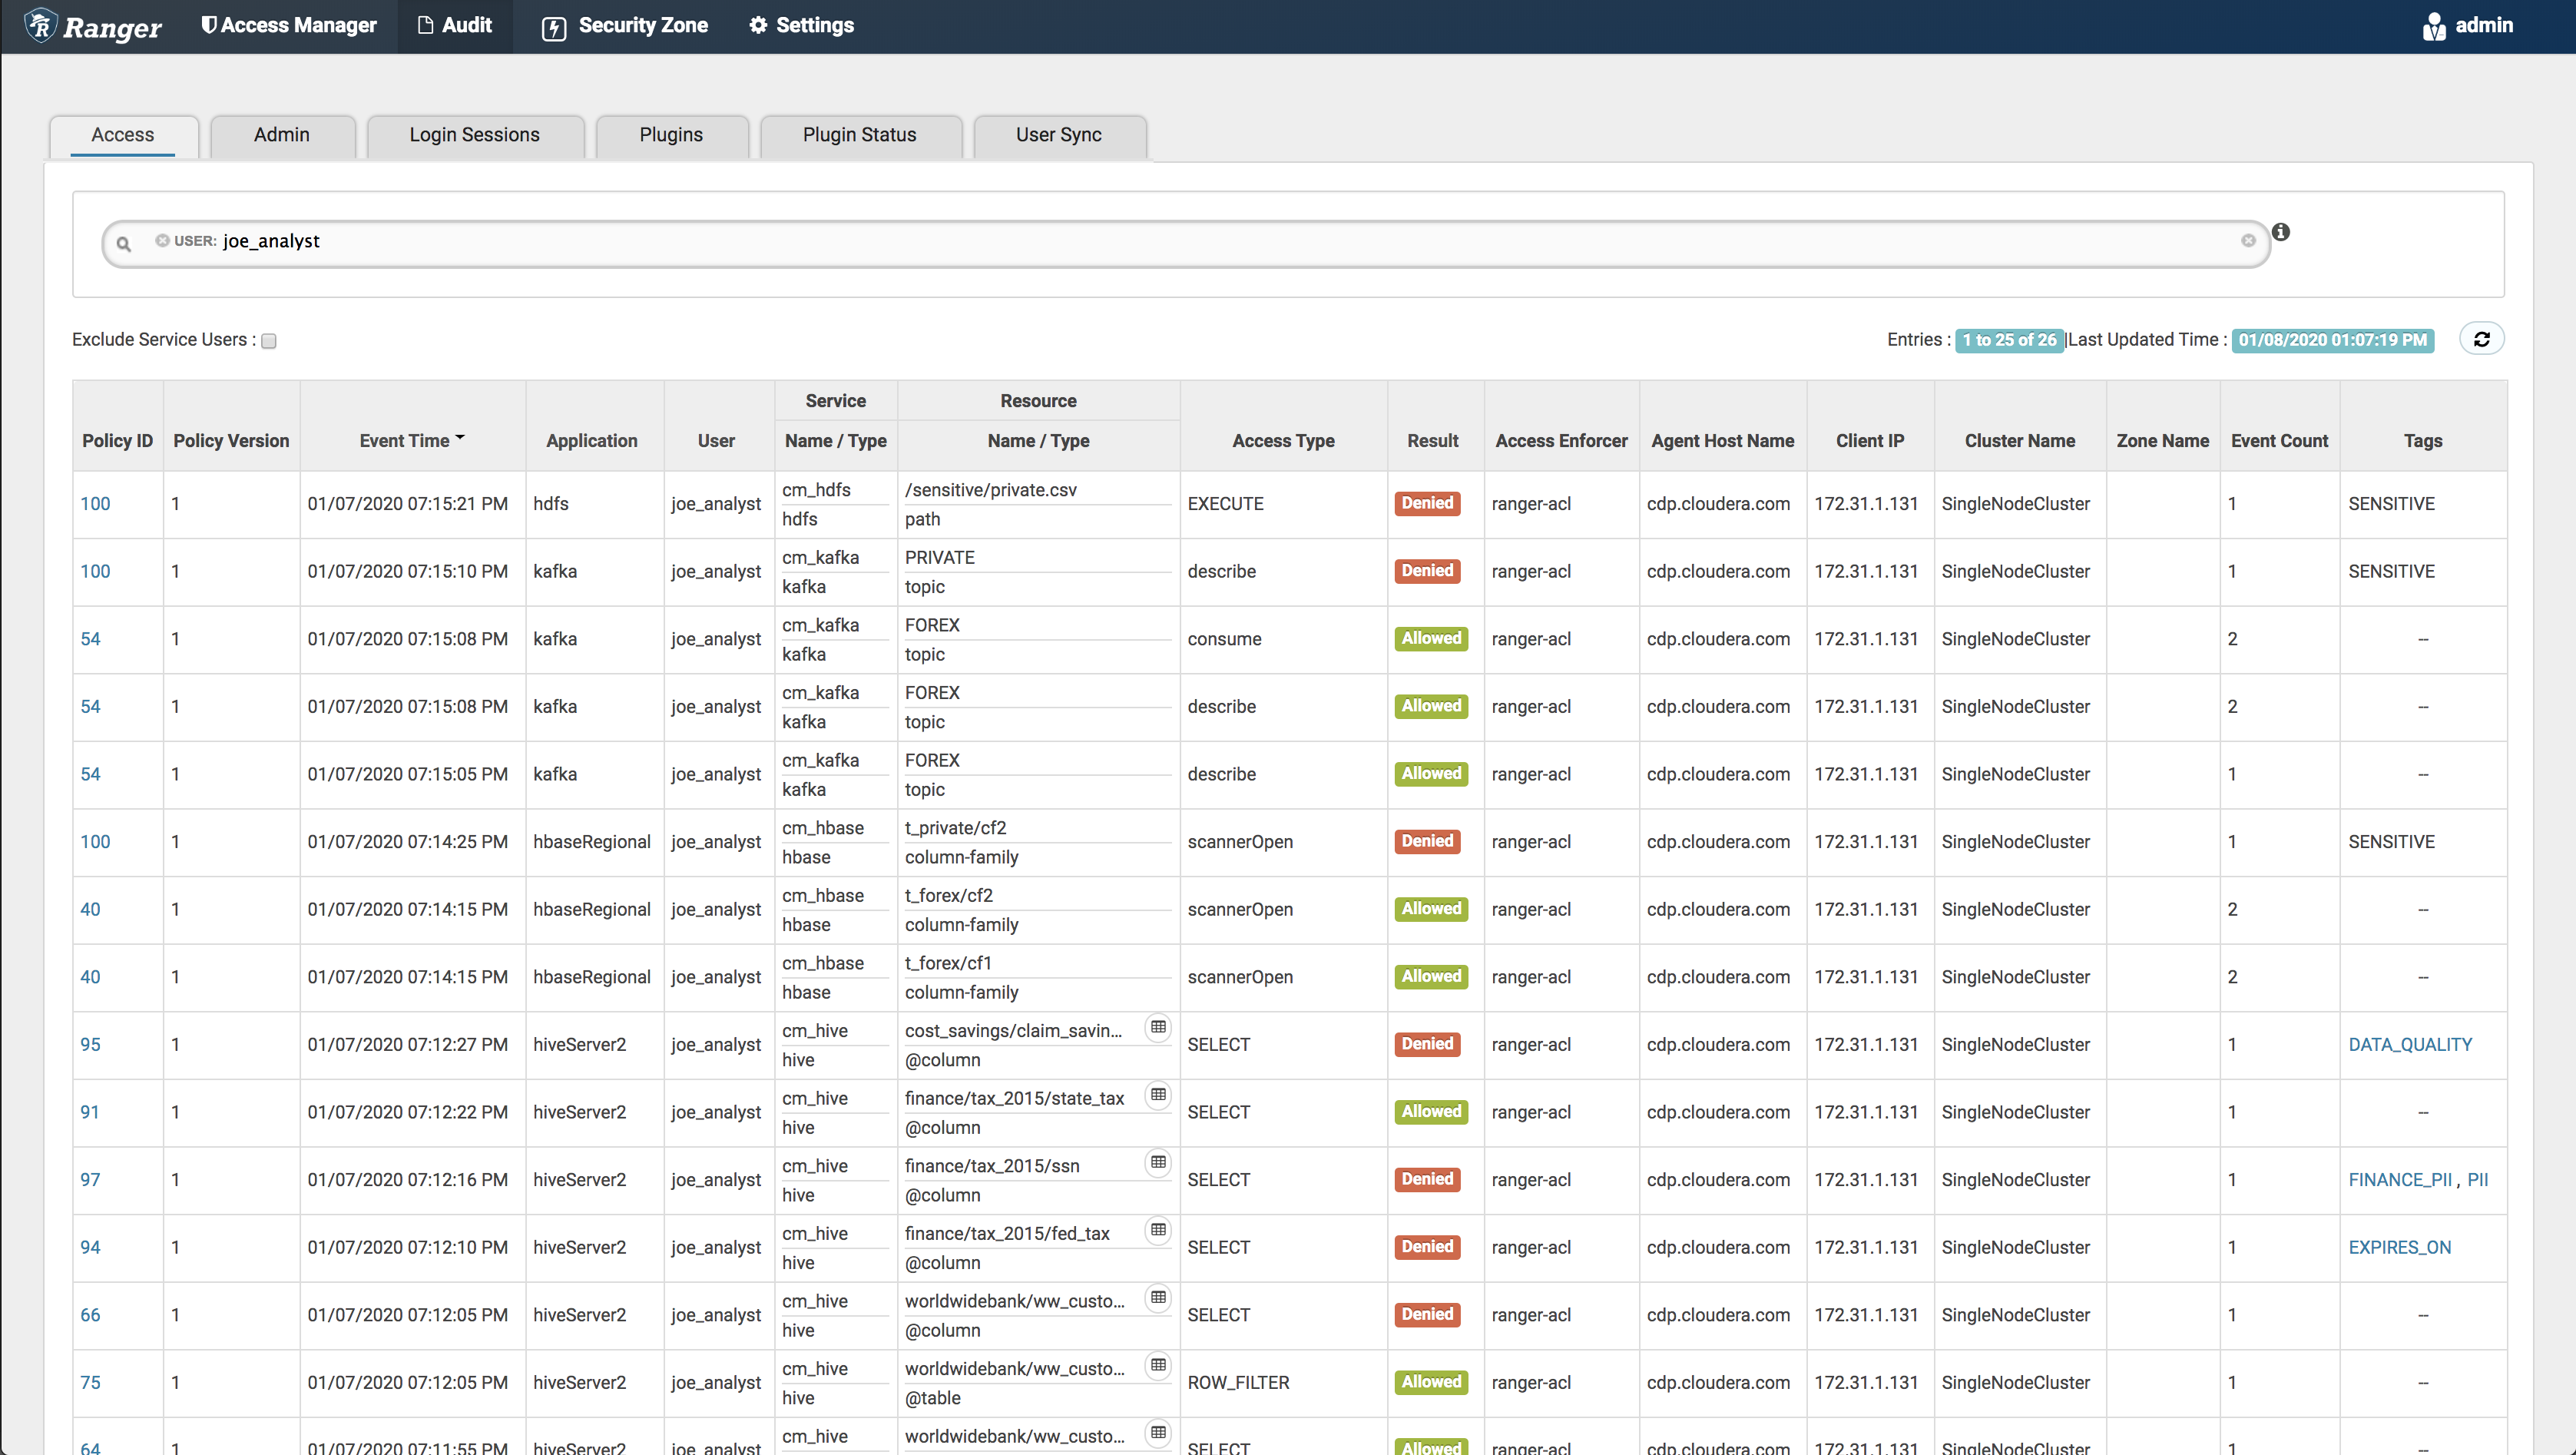 Ranger Access Manager Audit Security Zone Settings admin
Access Admin Login Sessions Plugins Plugin Status User Sync
USER: joe_analyst
Exclude Service Users : Entries : 1 to 25 of 26 |Last Updated Time : 01/08/2020 01:07:19 PM
Service Resource
Policy ID Policy Version Event Time Application User Name / Type Name / Type Access Type Result Access Enforcer Agent Host Name Client IP Cluster Name Zone Name Event Count Tags
100 1 01/07/2020 07:15:21 PM hdfs joe_analyst cm_hdfs /sensitive/private.csv EXECUTE Denied ranger-acl cdp.cloudera.com 172.31.1.131 SingleNodeCluster 1 SENSITIVE
hdfs path
100 1 01/07/2020 07:15:10 PM kafka joe_analyst cm_kafka PRIVATE describe Denied ranger-acl cdp.cloudera.com 172.31.1.131 SingleNodeCluster 1 SENSITIVE
kafka topic
54 1 01/07/2020 07:15:08 PM kafka joe_analyst cm_kafka FOREX consume Allowed ranger-acl cdp.cloudera.com 172.31.1.131 SingleNodeCluster 2 --
kafka topic
54 1 01/07/2020 07:15:08 PM kafka joe_analyst cm_kafka FOREX describe Allowed ranger-acl cdp.cloudera.com 172.31.1.131 SingleNodeCluster 2 --
kafka topic
54 1 01/07/2020 07:15:05 PM kafka joe_analyst cm_kafka FOREX describe Allowed ranger-acl cdp.cloudera.com 172.31.1.131 SingleNodeCluster 1 --
kafka topic
100 1 01/07/2020 07:14:25 PM hbaseRegional joe_analyst cm_hbase t_private/cf2 scannerOpen Denied ranger-acl cdp.cloudera.com 172.31.1.131 SingleNodeCluster 1 SENSITIVE
hbase column-family
40 1 01/07/2020 07:14:15 PM hbaseRegional joe_analyst cm_hbase t_forex/cf2 scannerOpen Allowed ranger-acl cdp.cloudera.com 172.31.1.131 SingleNodeCluster 2 --
hbase column-family
40 1 01/07/2020 07:14:15 PM hbaseRegional joe_analyst cm_hbase t_forex/cf1 scannerOpen Allowed ranger-acl cdp.cloudera.com 172.31.1.131 SingleNodeCluster 2 --
hbase column-family
95 1 01/07/2020 07:12:27 PM hiveServer2 joe_analyst cm_hive cost_savings/claim_savin... SELECT Denied ranger-acl cdp.cloudera.com 172.31.1.131 SingleNodeCluster 1 DATA_QUALITY
hive @column
91 1 01/07/2020 07:12:22 PM hiveServer2 joe_analyst cm_hive finance/tax_2015/state_tax SELECT Allowed ranger-acl cdp.cloudera.com 172.31.1.131 SingleNodeCluster 1 --
hive @column
97 1 01/07/2020 07:12:16 PM hiveServer2 joe_analyst cm_hive finance/tax_2015/ssn SELECT Denied ranger-acl cdp.cloudera.com 172.31.1.131 SingleNodeCluster 1 FINANCE_PII , PII
hive @column
94 1 01/07/2020 07:12:10 PM hiveServer2 joe_analyst cm_hive finance/tax_2015/fed_tax SELECT Denied ranger-acl cdp.cloudera.com 172.31.1.131 SingleNodeCluster 1 EXPIRES_ON
hive @column
66 1 01/07/2020 07:12:05 PM hiveServer2 joe_analyst cm_hive worldwidebank/ww_custo... SELECT Denied ranger-acl cdp.cloudera.com 172.31.1.131 SingleNodeCluster 1 --
hive @column
75 1 01/07/2020 07:12:05 PM hiveServer2 joe_analyst cm_hive worldwidebank/ww_custo... ROW_FILTER Allowed ranger-acl cdp.cloudera.com 172.31.1.131 SingleNodeCluster 1 --
hive @table
64 1 01/07/2020 07:11:55 PM hiveServer2 joe_analyst cm_hive worldwidebank/ww_custo... SELECT Allowed ranger-acl cdp.cloudera.com 172.31.1.131 SingleNodeCluster 1 --